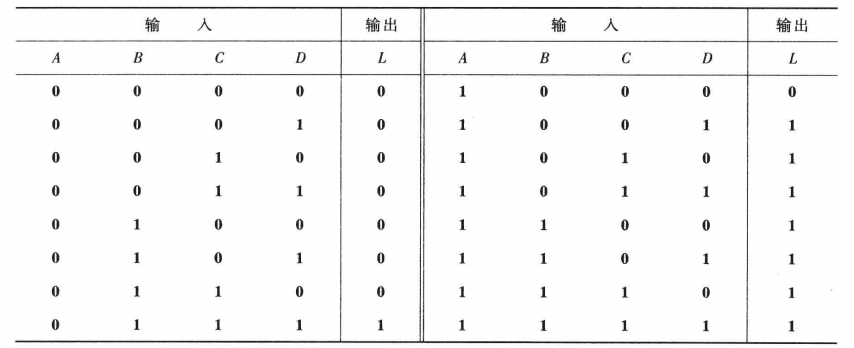 输 入 输出 输 入 输出
A B C D L A B C D L
0 0 0 0 0 1 0 0 0 0
0 0 0 1 0 1 0 0 1 1
0 0 1 0 0 1 0 1 0 1
0 0 1 1 0 1 0 1 1 1
0 1 0 0 0 1 1 0 0 1
0 1 0 1 0 1 1 0 1 1
0 1 1 0 0 1 1 1 0 1
0 1 1 1 1 1 1 1 1 1